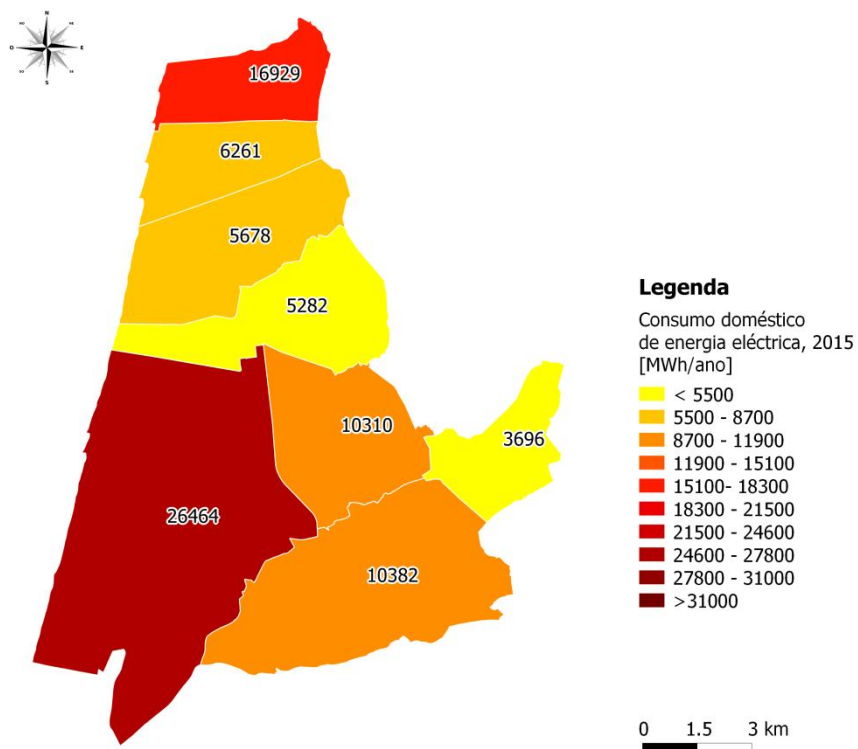 N
O
E
S
16929
6261
5678
5282
10310
3696
26464
10382
Legenda
Consumo doméstico
de energia eléctrica, 2015
[MWh/ano]
< 5500
5500 - 8700
8700 - 11900
11900 - 15100
15100- 18300
18300 - 21500
21500 - 24600
24600 - 27800
27800 - 31000
>31000
0 1.5 3 km